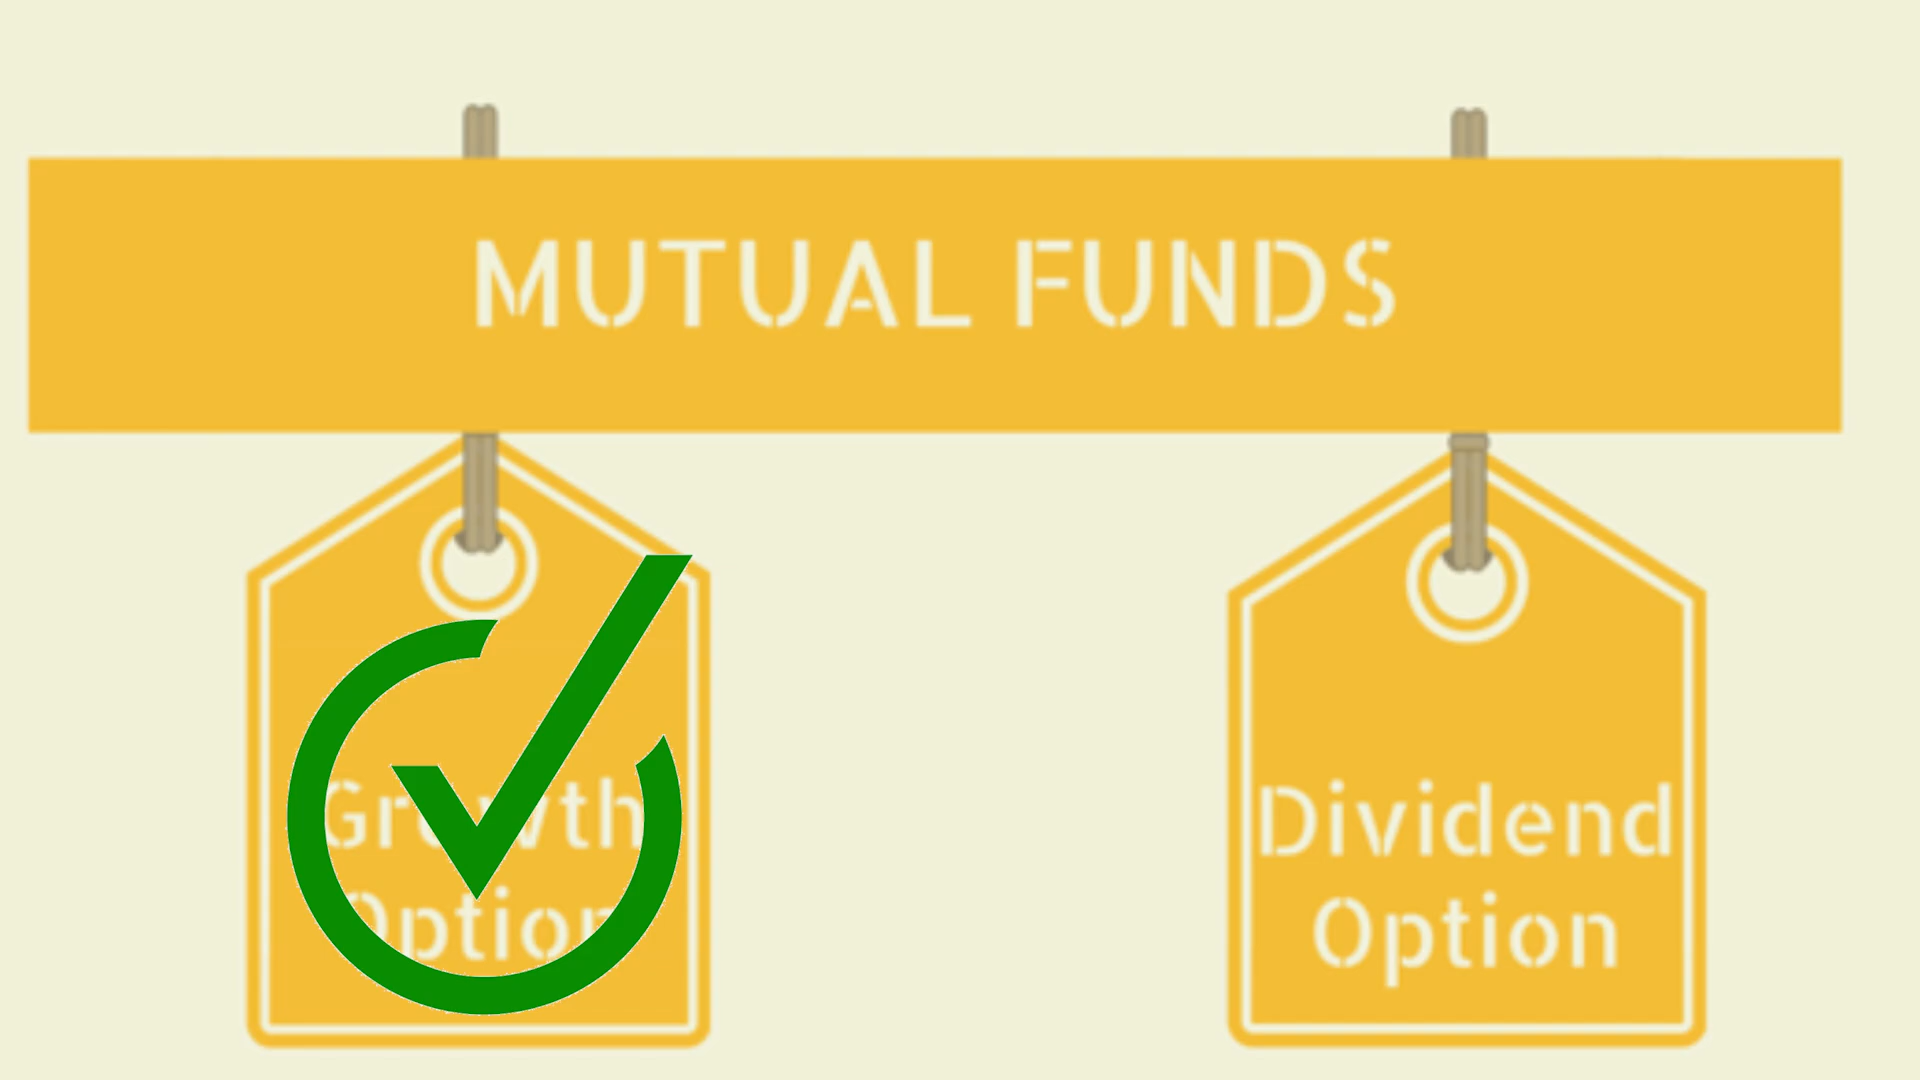 MUTUAL FUNDS
Growth
Option
Dividend
Option